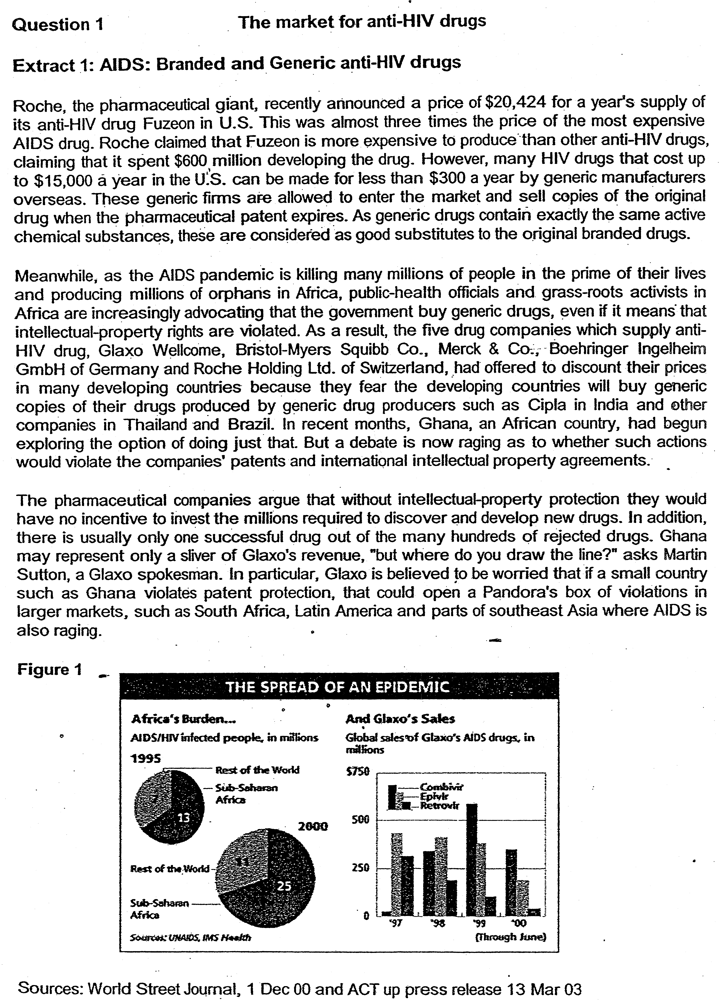 Question 1
The market for anti-HIV drugs
Extract 1: AIDS: Branded and Generic anti-HIV drugs
Roche, the pharmaceutical giant, recently announced a price of $20,424 for a year's supply of
its anti-HIV drug Fuzeon in U.S. This was almost three times the price of the most expensive
AIDS drug. Roche claimed that Fuzeon is more expensive to produce than other anti-HIV drugs,
claiming that it spent $600 million developing the drug. However, many HIV drugs that cost up
to $15,000 a year in the U.S. can be made for less than $300 a year by generic manufacturers
overseas. These generic firms are allowed to enter the market and sell copies of the original
drug when the pharmaceutical patent expires. As generic drugs contain exactly the same active
chemical substances, these are considered as good substitutes to the original branded drugs.
Meanwhile, as the AIDS pandemic is killing many millions of people in the prime of their lives
and producing millions of orphans in Africa, public-health officials and grass-roots activists in
Africa are increasingly advocating that the government buy generic drugs, even if it means that
intellectual-property rights are violated. As a result, the five drug companies which supply anti-
HIV drug, Glaxo Wellcome, Bristol-Myers Squibb Co., Merck & Co., Boehringer Ingelheim
GmbH of Germany and Roche Holding Ltd. of Switzerland, had offered to discount their prices
in many developing countries because they fear the developing countries will buy generic
copies of their drugs produced by generic drug producers such as Cipla in India and other
companies in Thailand and Brazil. In recent months, Ghana, an African country, had begun
exploring the option of doing just that. But a debate is now raging as to whether such actions
would violate the companies' patents and international intellectual property agreements.
The pharmaceutical companies argue that without intellectual-property protection they would
have no incentive to invest the millions required to discover and develop new drugs. In addition,
there is usually only one successful drug out of the many hundreds of rejected drugs. Ghana
may represent only a sliver of Glaxo's revenue, "but where do you draw the line?" asks Martin
Sutton, a Glaxo spokesman. In particular, Glaxo is believed to be worried that if a small country
such as Ghana violates patent protection, that could open a Pandora's box of violations in
larger markets, such as South Africa, Latin America and parts of southeast Asia where AIDS is
also raging.
Figure 1
THE SPREAD OF AN EPIDEMIC
Africa's Burden...
AIDS/HIV infected people, in millions
1995
Rest of the World
Sub-Saharan
Africa
7
13
2000
Rest of the World
11
25
Sub-Saharan
Africa
Sources: UNAIDS, IMS Health
And Glaxo's Sales
Global sales of Glaxo's AIDS drugs, in
millions
$750
Combivir
Epivir
Retrovir
500
250
0
'97 '98 '99 '00
(Through June)
Sources: World Street Journal, 1 Dec 00 and ACT up press release 13 Mar 03